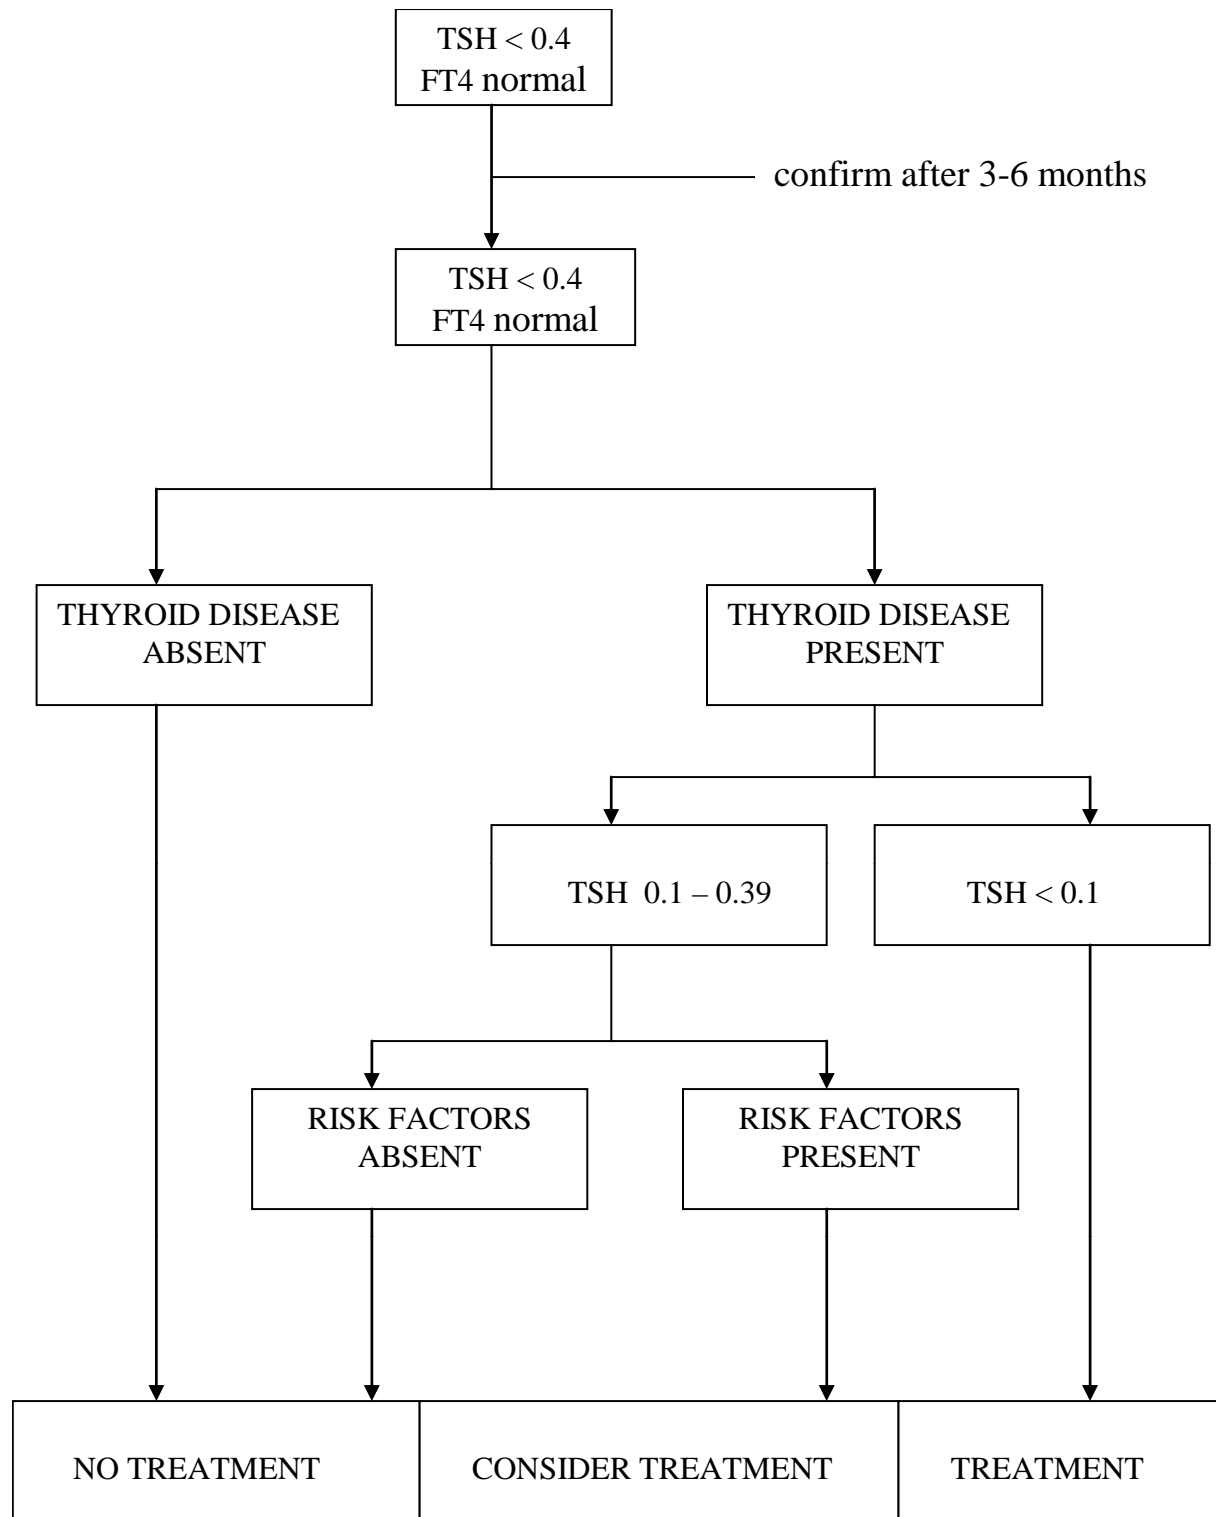 TSH < 0.4
FT4 normal
confirm after 3-6 months
TSH < 0.4
FT4 normal
THYROID DISEASE
ABSENT
THYROID DISEASE
PRESENT
TSH  0.1 – 0.39
TSH < 0.1
RISK FACTORS
ABSENT
RISK FACTORS
PRESENT
NO TREATMENT
CONSIDER TREATMENT
TREATMENT